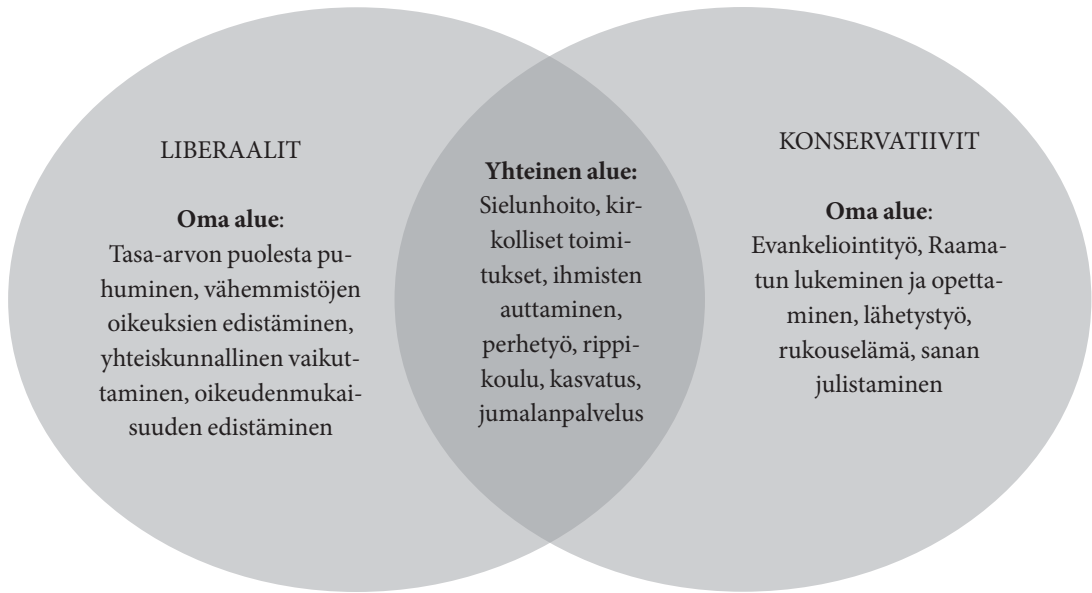 LIBERAALIT
Oma alue:
Tasa-arvon puolesta pu-
huminen, vähemmistöjen
oikeuksien edistäminen,
yhteiskunnallinen vaikut-
taminen, oikeudenmukai-
suuden edistäminen
Yhteinen alue:
Sielunhoito, kir-
kolliset toimi-
tukset, ihmisten
auttaminen,
perhetyö, rippi-
koulu, kasvatus,
jumalanpalvelus
KONSERVATIIVIT
Oma alue:
Evankeliointityö, Raama-
tun lukeminen ja opetta-
minen, lähetystyö,
rukouselämä, sanan
julistaminen